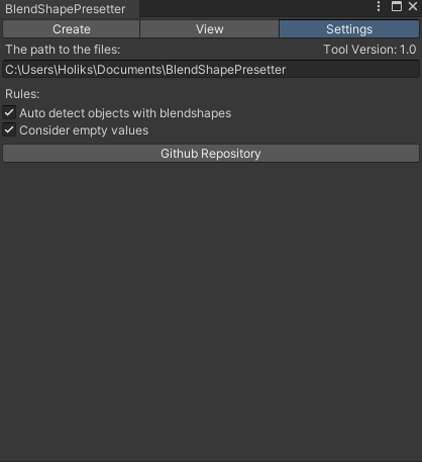 BlendShapePresetter
Create View Settings
The path to the files: Tool Version: 1.0
C:\Users\Holiks\Documents\BlendShapePresetter
Rules:
Auto detect objects with blendshapes
Consider empty values
Github Repository